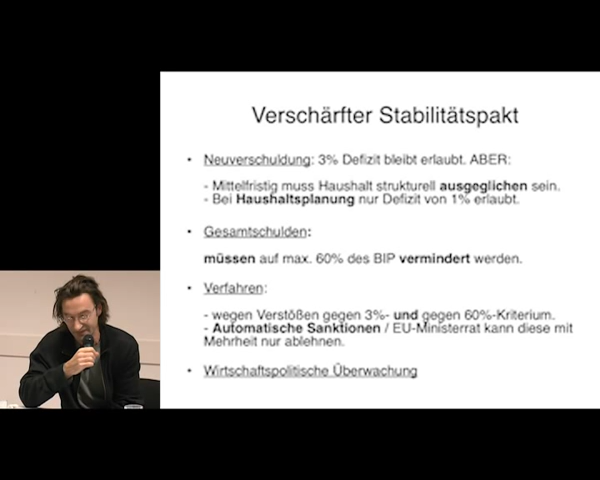 Verschärfter Stabilitätspakt
• Neuverschuldung: 3% Defizit bleibt erlaubt. ABER:
- Mittelfristig muss Haushalt strukturell ausgeglichen sein.
- Bei Haushaltsplanung nur Defizit von 1% erlaubt.
• Gesamtschulden:
müssen auf max. 60% des BIP vermindert werden.
• Verfahren:
- wegen Verstößen gegen 3%- und gegen 60%-Kriterium.
- Automatische Sanktionen / EU-Ministerrat kann diese mit
Mehrheit nur ablehnen.
• Wirtschaftspolitische Überwachung